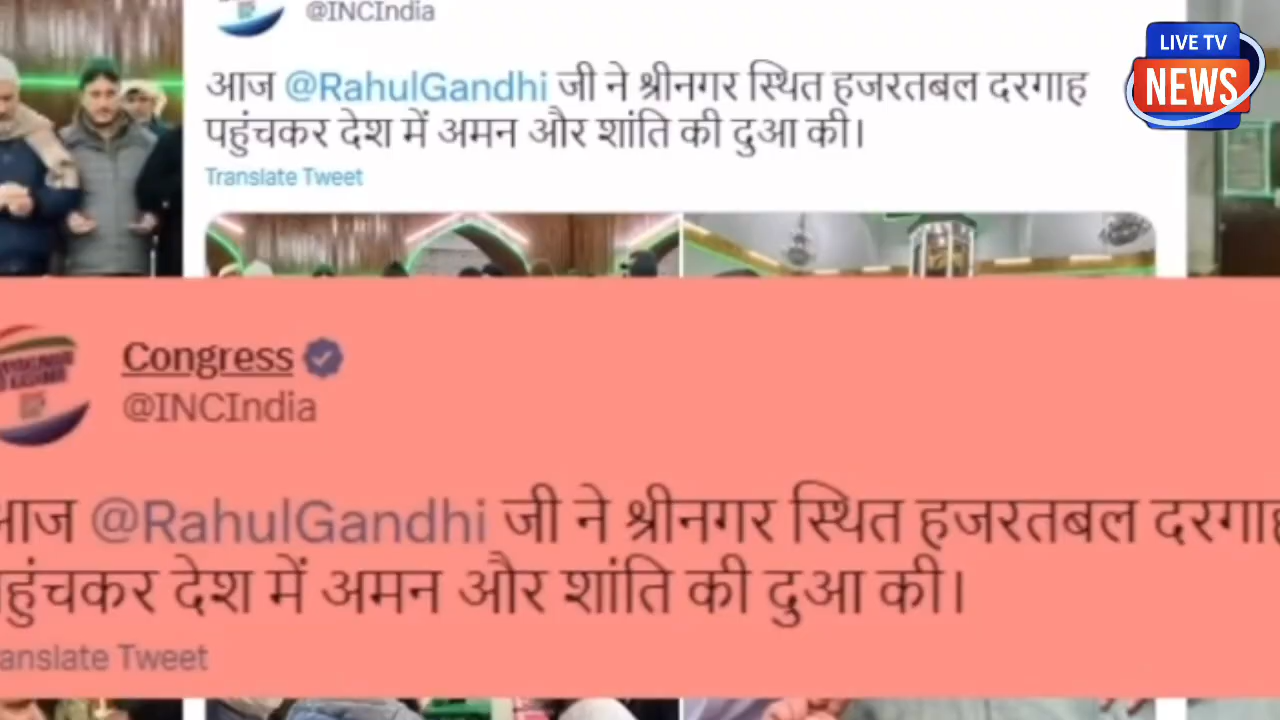 @INCIndia
LIVE TV
NEWS
आज @RahulGandhi जी ने श्रीनगर स्थित हजरतबल दरगाह
पहुंचकर देश में अमन और शांति की दुआ की।
Translate Tweet
Congress
@INCIndia
आज @RahulGandhi जी ने श्रीनगर स्थित हजरतबल दरगाह
पहुंचकर देश में अमन और शांति की दुआ की।
anslate Tweet